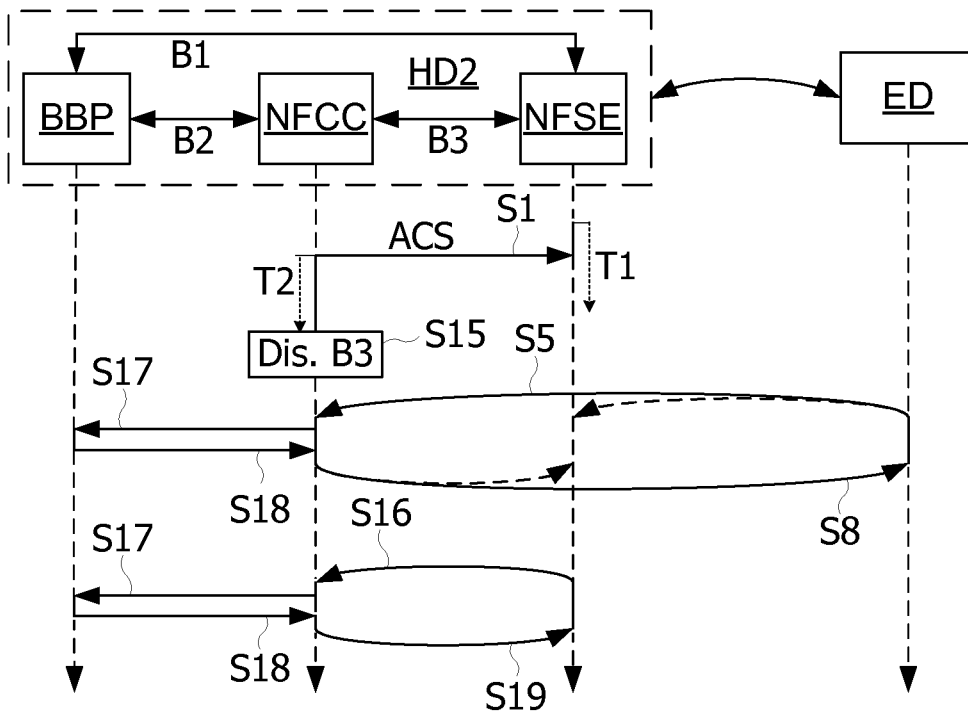 B1
HD2
BBP
NFCC
NFSE
ED
B2
B3
S1
ACS
T1
T2
Dis. B3
S15
S5
S17
S18
S16
S8
S17
S18
S19